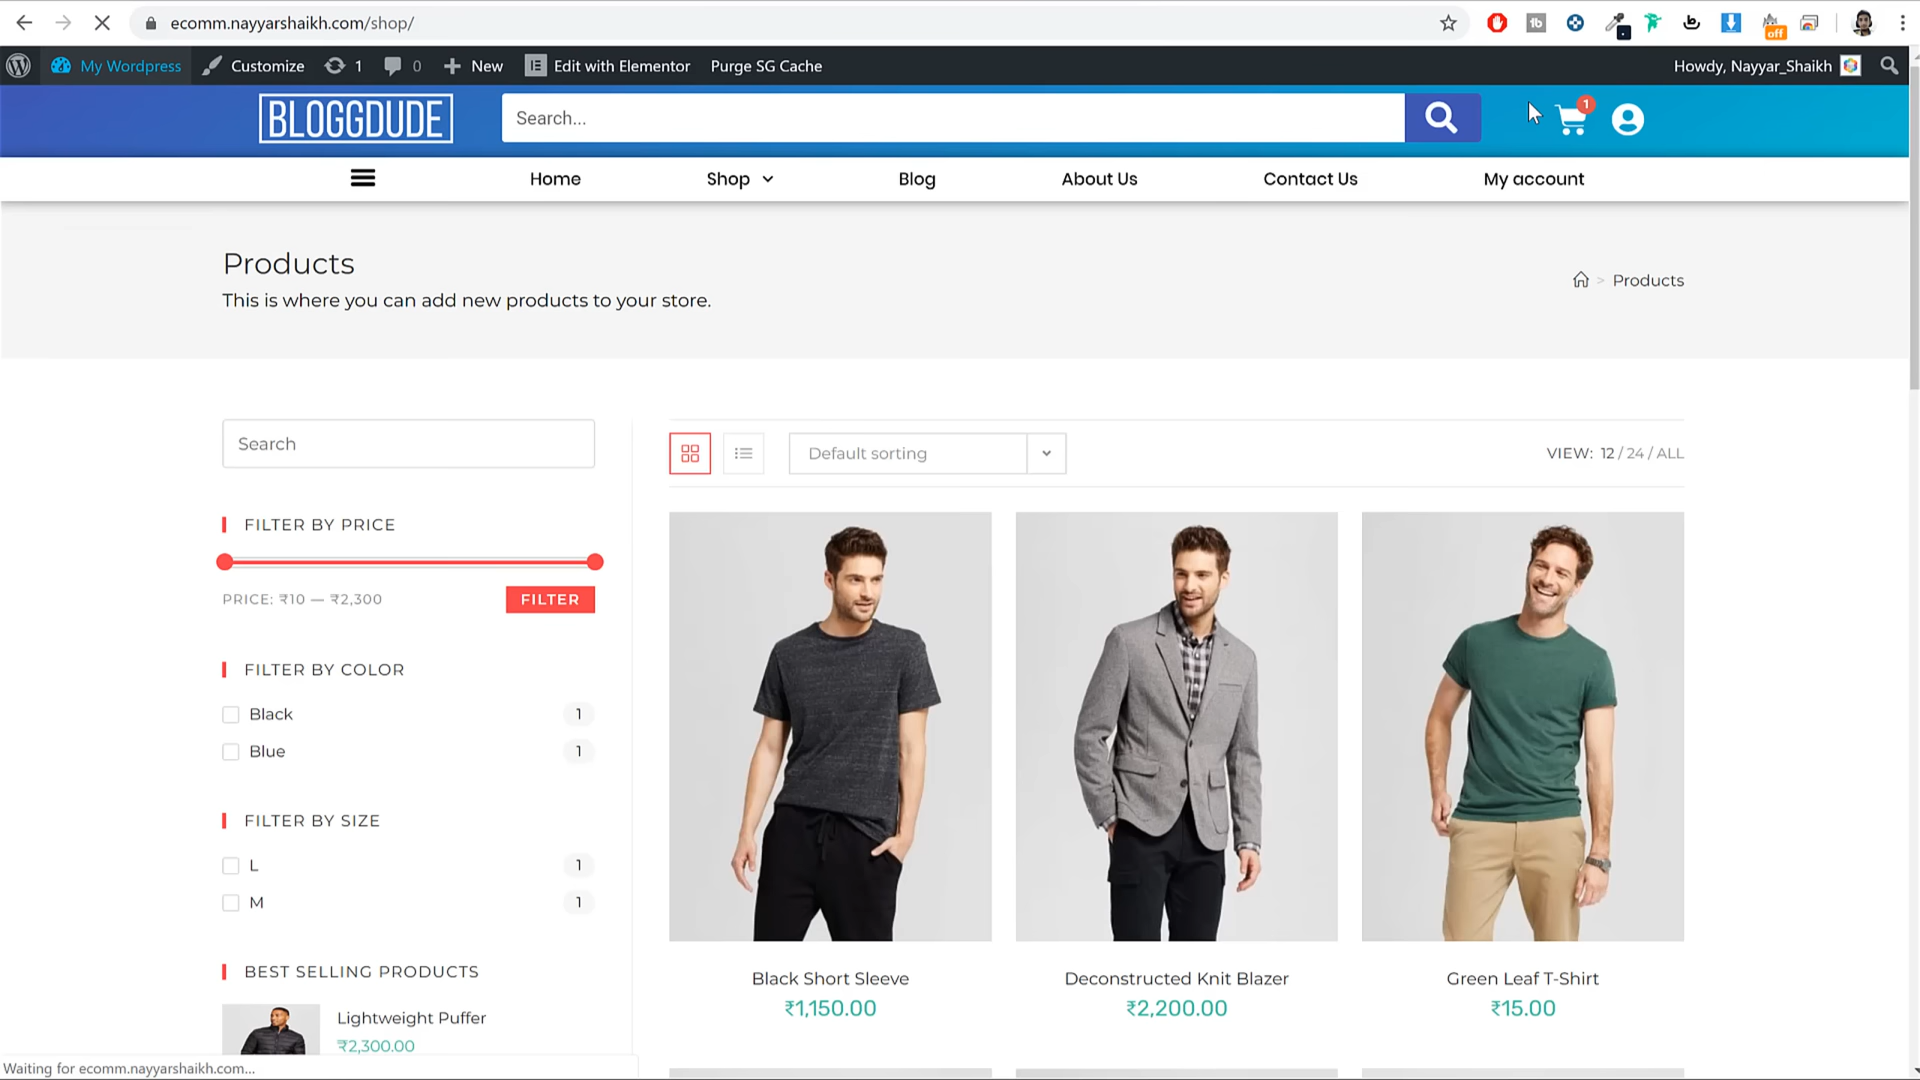 ecomm.nayyarshaikh.com/shop/
off
My Wordpress
Customize
1
0
New
Edit with Elementor
Purge SG Cache
Howdy, Nayyar_Shaikh
BLOGGDUDE
Search...
1
Home
Shop
Blog
About Us
Contact Us
My account
Products
This is where you can add new products to your store.
> Products
Search
Default sorting
VIEW: 12 / 24 / ALL
FILTER BY PRICE
PRICE: ₹10 — ₹2,300
FILTER
FILTER BY COLOR
Black 1
Blue 1
FILTER BY SIZE
L 1
M 1
BEST SELLING PRODUCTS
Lightweight Puffer
₹2,300.00
Black Short Sleeve
₹1,150.00
Deconstructed Knit Blazer
₹2,200.00
Green Leaf T-Shirt
₹15.00
Waiting for ecomm.nayyarshaikh.com...